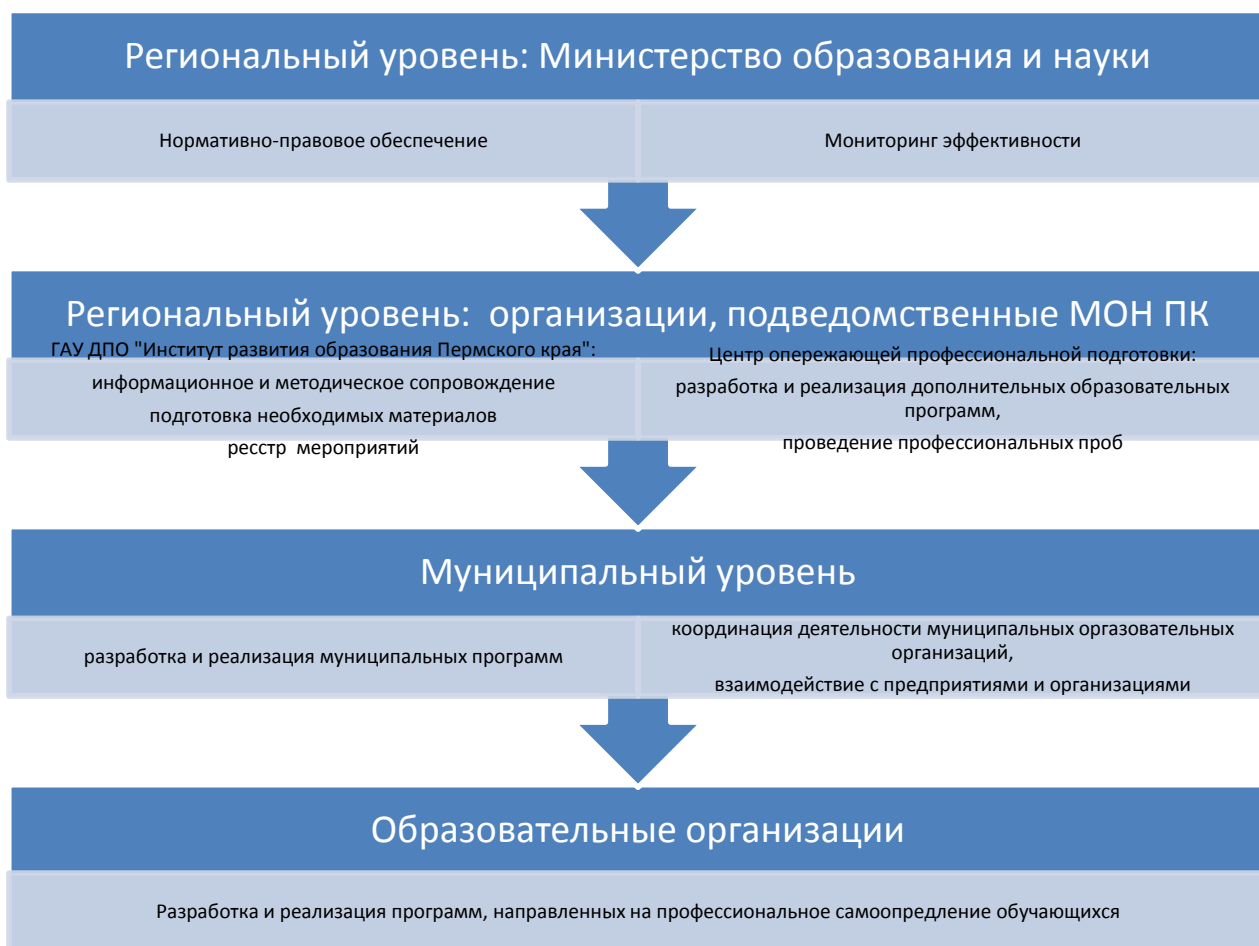 Региональный уровень: Министерство образования и науки
Нормативно-правовое обеспечение
Мониторинг эффективности
Региональный уровень:  организации, подведомственные МОН ПК
ГАУ ДПО "Институт развития образования Пермского края":
информационное и методическое сопровождение
подготовка необходимых материалов
ресстр  мероприятий
Центр опережающей профессиональной подготовки:
разработка и реализация дополнительных образовательных
программ,
проведение профессиональных проб
Муниципальный уровень
разработка и реализация муниципальных программ
координация деятельности муниципальных оргазовательных
организаций,
взаимодействие с предприятиями и организациями
Образовательные организации
Разработка и реализация программ, направленных на профессиональное самоопредление обучающихся